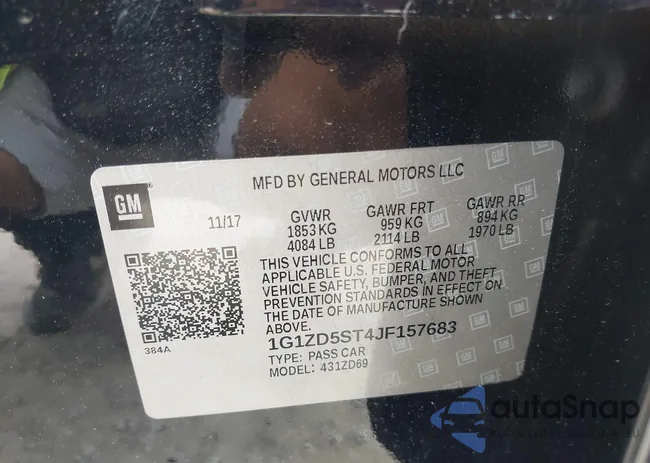 MFD BY GENERAL MOTORS LLC
GM
11/17
GVWR GAWR FRT GAWR RR
1853 KG 959 KG 894 KG
4084 LB 2114 LB 1970 LB
THIS VEHICLE CONFORMS TO ALL
APPLICABLE U.S. FEDERAL MOTOR
VEHICLE SAFETY, BUMPER, AND THEFT
PREVENTION STANDARDS IN EFFECT ON
THE DATE OF MANUFACTURE SHOWN
ABOVE.
384A
1G1ZD5ST4JF157683
TYPE: PASS CAR
MODEL: 431ZD69
autoSnap